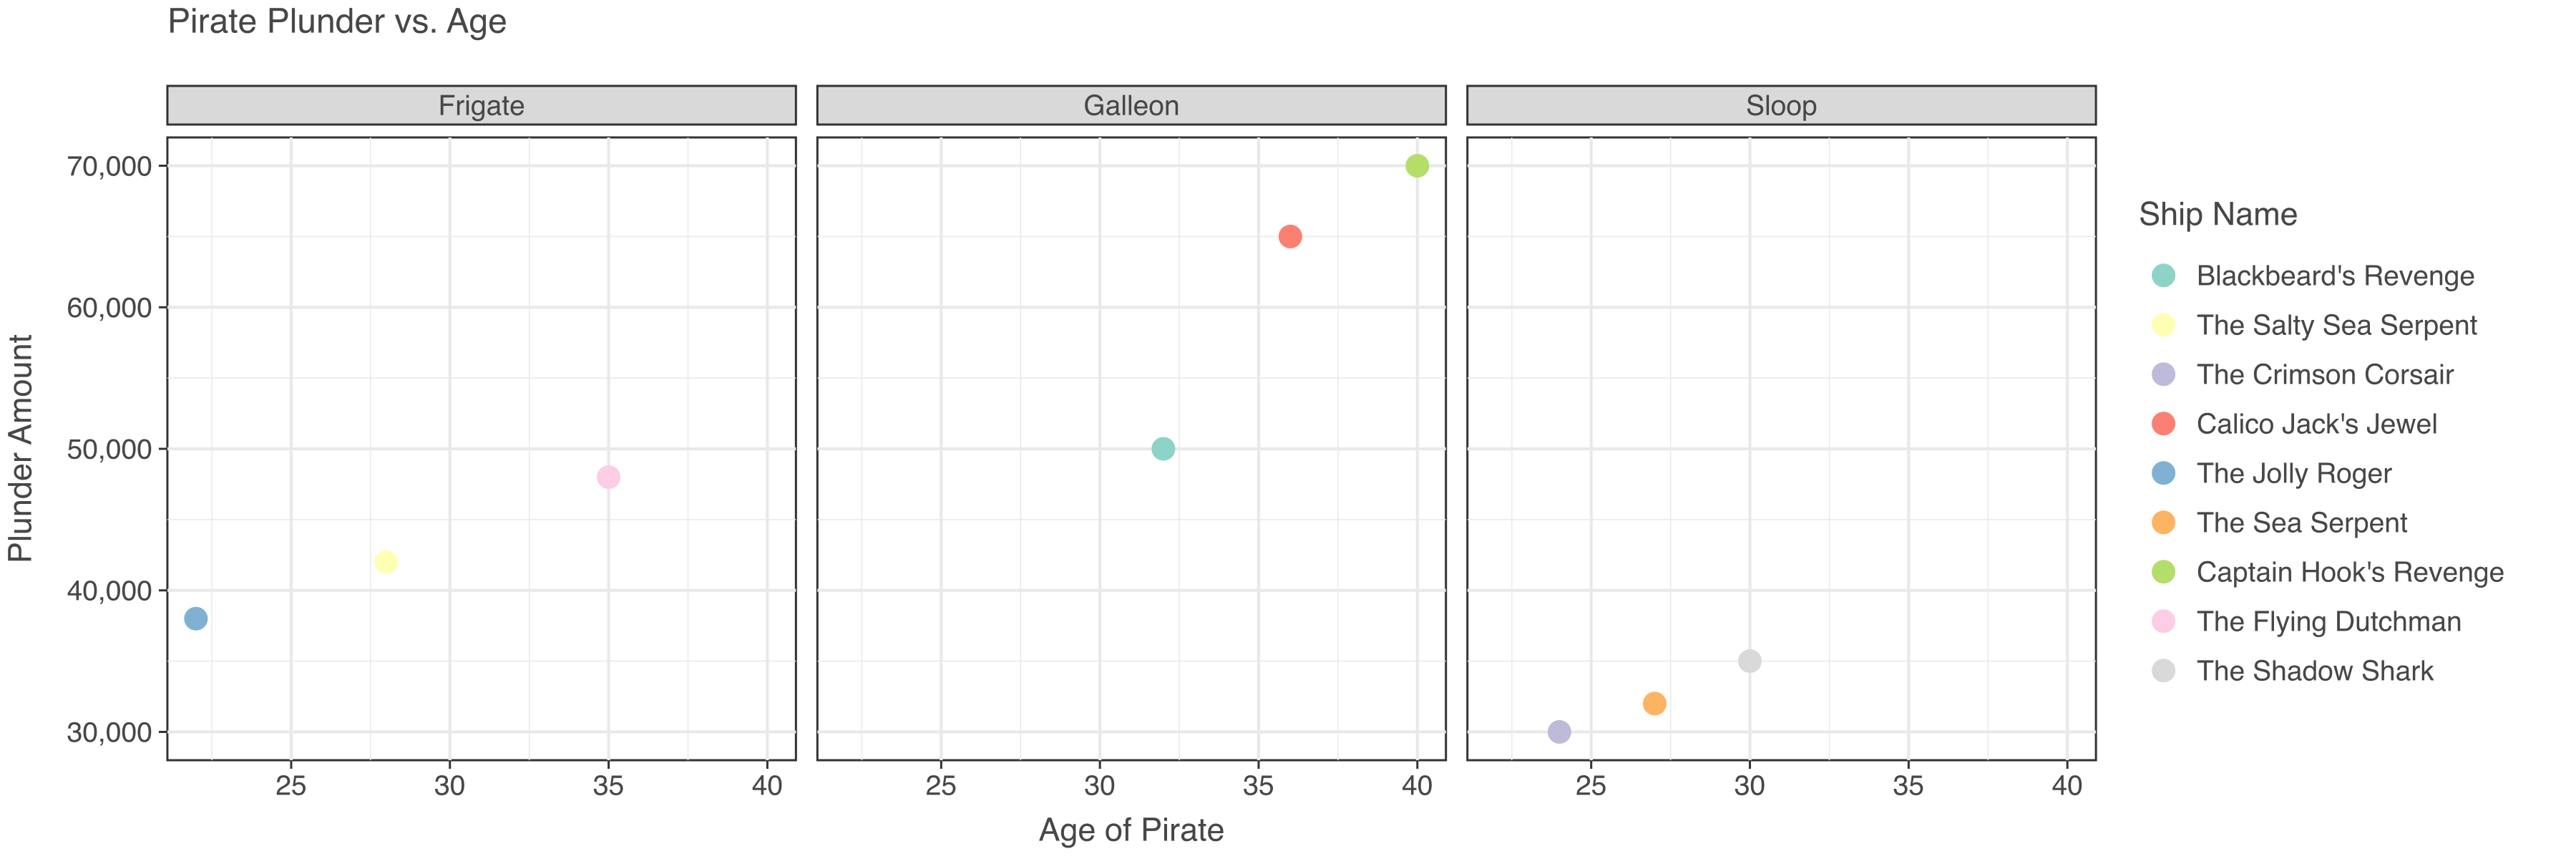 Pirate Plunder vs. Age
Frigate
Galleon
Sloop
70,000
60,000
50,000
40,000
30,000
Plunder Amount
25 30 35 40
25 30 35 40
25 30 35 40
Age of Pirate
Ship Name
Blackbeard's Revenge
The Salty Sea Serpent
The Crimson Corsair
Calico Jack's Jewel
The Jolly Roger
The Sea Serpent
Captain Hook's Revenge
The Flying Dutchman
The Shadow Shark